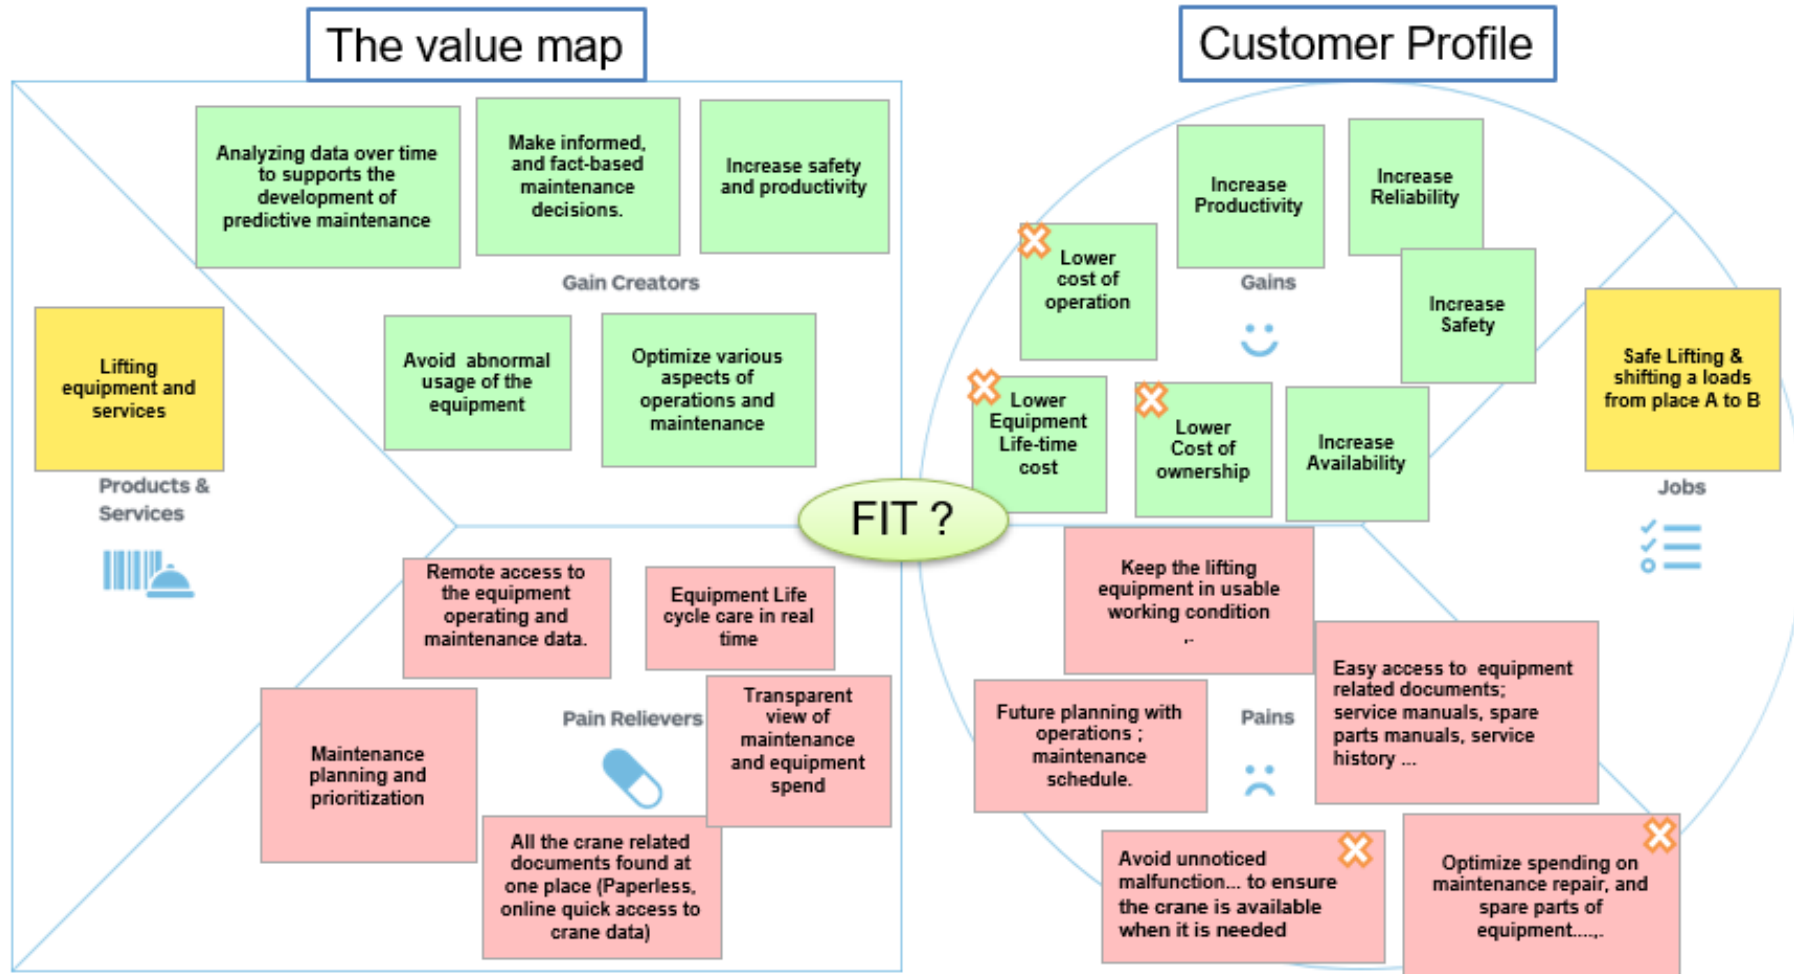 The value map
Customer Profile
Analyzing data over time
to supports the
development of
predictive maintenance
Make informed,
and fact-based
maintenance
decisions.
Increase safety
and productivity
Gain Creators
Avoid abnormal
usage of the
equipment
Optimize various
aspects of
operations and
maintenance
Lifting
equipment and
services
Products &
Services
Remote access to
the equipment
operating and
maintenance data.
Equipment Life
cycle care in real
time
Maintenance
planning and
prioritization
Pain Relievers
Transparent
view of
maintenance
and equipment
spend
All the crane related
documents found at
one place (Paperless,
online quick access to
crane data)
FIT ?
Increase
Productivity
Increase
Reliability
Lower
cost of
operation
Gains
Increase
Safety
Lower
Equipment
Life-time
cost
Lower
Cost of
ownership
Increase
Availability
Safe Lifting &
shifting a loads
from place A to B
Jobs
Keep the lifting
equipment in usable
working condition
,.
Easy access to equipment
related documents;
service manuals, spare
parts manuals, service
history ...
Future planning with
operations ;
maintenance
schedule.
Pains
Avoid unnoticed
malfunction... to ensure
the crane is available
when it is needed
Optimize spending on
maintenance repair, and
spare parts of
equipment....,.